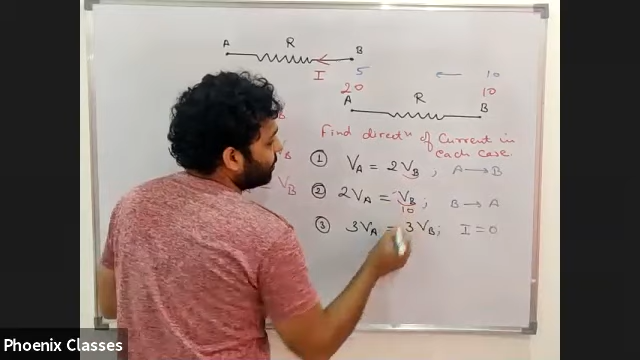 A R B
I
5 10
20 10
A R B
Find directn of Current in
each case.
1 VA = 2VB , A → B
2 2VA = VB ; B → A
10
3 3VA = 3VB; I = 0
B
B
VB
Phoenix Classes